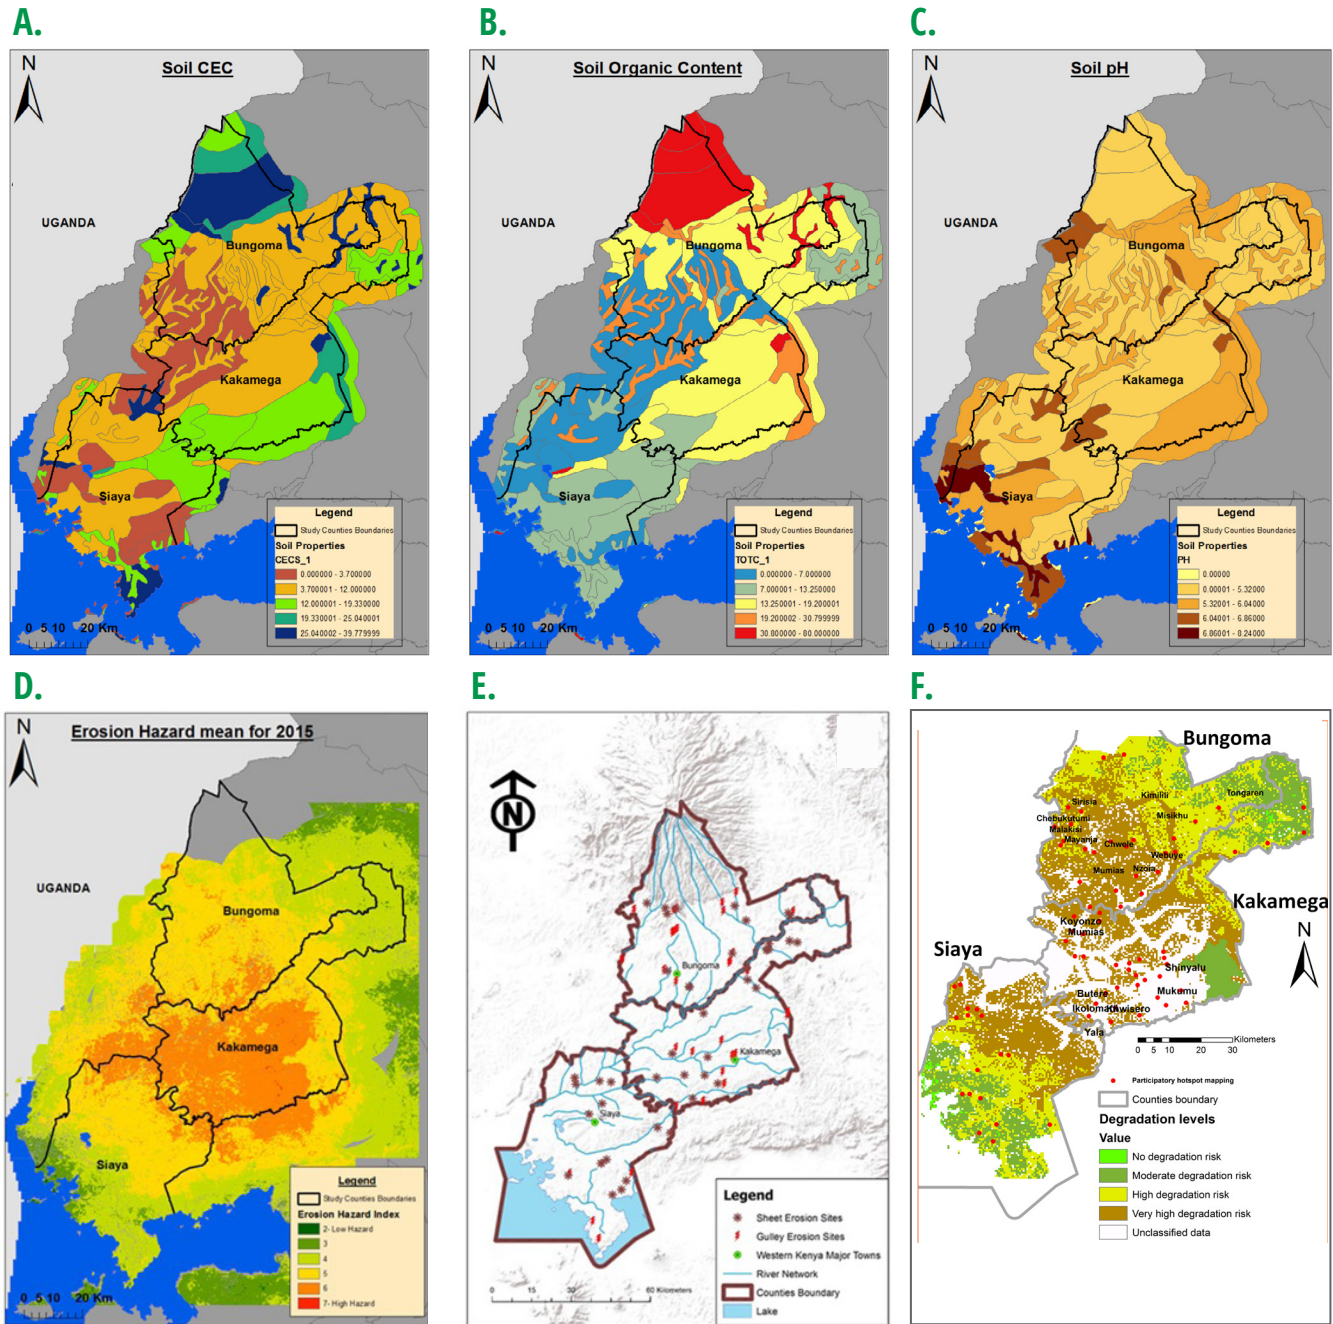 A.
N
Soil CEC
UGANDA
Bungoma
Kakamega
Siaya
Legend
Study Counties Boundaries
Soil Properties
CECS_1
0.000000 - 3.700000
3.700001 - 12.000000
12.000001 - 19.330000
19.330001 - 25.040001
25.040002 - 39.779999
0 5 10 20 Km
B.
N
Soil Organic Content
UGANDA
Bungoma
Kakamega
Siaya
Legend
Study Counties Boundaries
Soil Properties
TOTC_1
0.000000 - 7.000000
7.000001 - 13.250000
13.250001 - 19.200001
19.200002 - 30.799999
30.800000 - 80.000000
0 5 10 20 Km
C.
N
Soil pH
UGANDA
Bungoma
Kakamega
Siaya
Legend
Study Counties Boundaries
Soil Properties
PH
0.00000
0.00001 - 5.32000
5.32001 - 6.04000
6.04001 - 6.86000
6.86001 - 8.24000
0 5 10 20 Km
D.
N
Erosion Hazard mean for 2015
UGANDA
Bungoma
Kakamega
Siaya
Legend
Study Counties Boundaries
Erosion Hazard Index
2- Low Hazard
3
4
5
6
7- High Hazard
0 5 10 20 Km
E.
N
Bungoma
Kakamega
Siaya
Legend
Sheet Erosion Sites
Gulley Erosion Sites
Western Kenya Major Towns
River Network
Counties Boundary
Lake
0 15 30 60 Kilometers
F.
Bungoma
Kimilili
Tongaren
Sirisia
Misikhu
Chebukutumi
Malakisi
Mayanja
Chwele
Webuye
Mumias
Nzoia
Kakamega
Koyonzo
Mumias
N
Siaya
Shinyalu
Butere
Mukumu
Ikolomani
Khwisero
Yala
Kilometers
0 5 10 20 30
Participatory hotspot mapping
Counties boundary
Degradation levels
Value
No degradation risk
Moderate degradation risk
High degradation risk
Very high degradation risk
Unclassified data